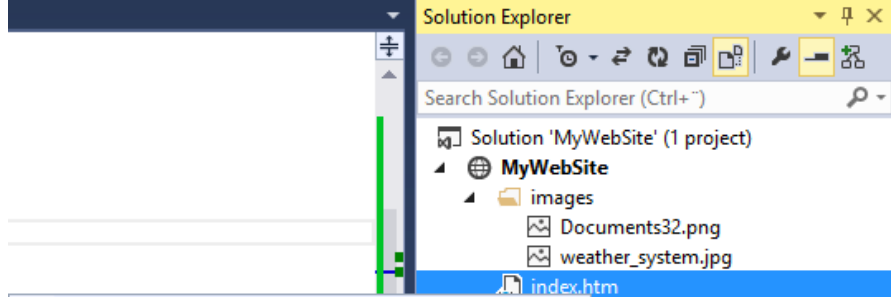 Solution Explorer
Search Solution Explorer (Ctrl+¨)
Solution 'MyWebSite' (1 project)
MyWebSite
images
Documents32.png
weather_system.jpg
index.htm